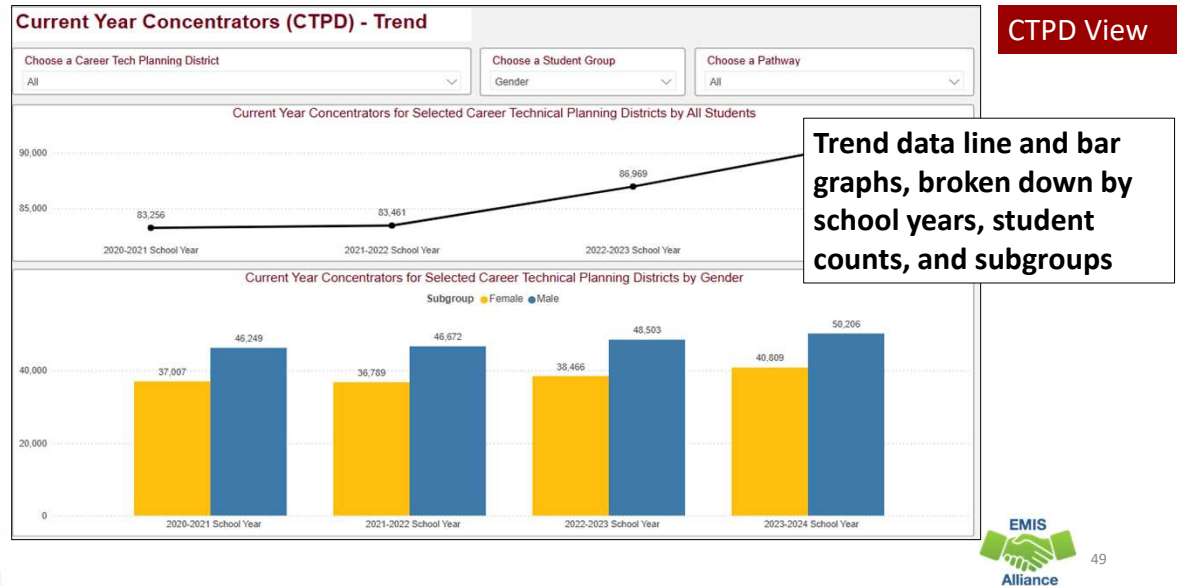 Current Year Concentrators (CTPD) - Trend
CTPD View
Choose a Career Tech Planning District
All
Choose a Student Group
Gender
Choose a Pathway
All
Current Year Concentrators for Selected Career Technical Planning Districts by All Students
90,000
85,000
83,256
83,461
86,969
2020-2021 School Year
2021-2022 School Year
2022-2023 School Year
Trend data line and bar
graphs, broken down by
school years, student
counts, and subgroups
Current Year Concentrators for Selected Career Technical Planning Districts by Gender
Subgroup Female Male
40,000
20,000
0
37,007
46,249
36,789
46,672
38,466
48,503
40,809
50,206
2020-2021 School Year
2021-2022 School Year
2022-2023 School Year
2023-2024 School Year
EMIS
Alliance
49